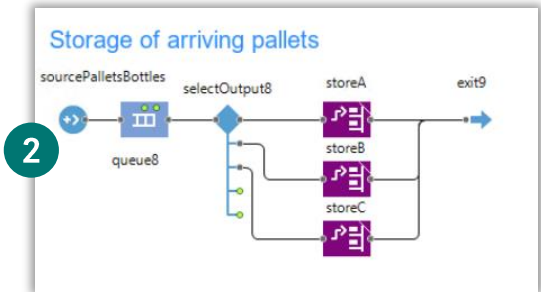 Storage of arriving pallets
sourcePalletsBottles
selectOutput8
storeA
exit9
2
queue8
storeB
storeC